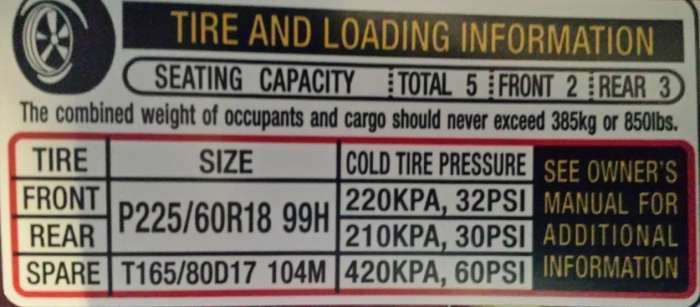 TIRE AND LOADING INFORMATION
SEATING CAPACITY TOTAL 5 FRONT 2 REAR 3
The combined weight of occupants and cargo should never exceed 385kg or 850lbs.
TIRE SIZE COLD TIRE PRESSURE
FRONT P225/60R18 99H 220KPA, 32PSI
REAR 210KPA, 30PSI
SPARE T165/80D17 104M 420KPA, 60PSI
SEE OWNER'S
MANUAL FOR
ADDITIONAL
INFORMATION